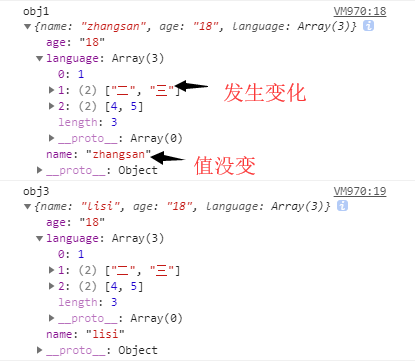 obj1 VM970:18
▼{name: "zhangsan", age: "18", language: Array(3)} i
age: "18"
▼language: Array(3)
0: 1
▶1: (2) ["二", "三"] 发生变化
▶2: (2) [4, 5]
length: 3
▶__proto__: Array(0)
name: "zhangsan" 值没变
▶__proto__: Object
obj3 VM970:19
▼{name: "lisi", age: "18", language: Array(3)} i
age: "18"
▼language: Array(3)
0: 1
▶1: (2) ["二", "三"]
▶2: (2) [4, 5]
length: 3
▶__proto__: Array(0)
name: "lisi"
▶__proto__: Object